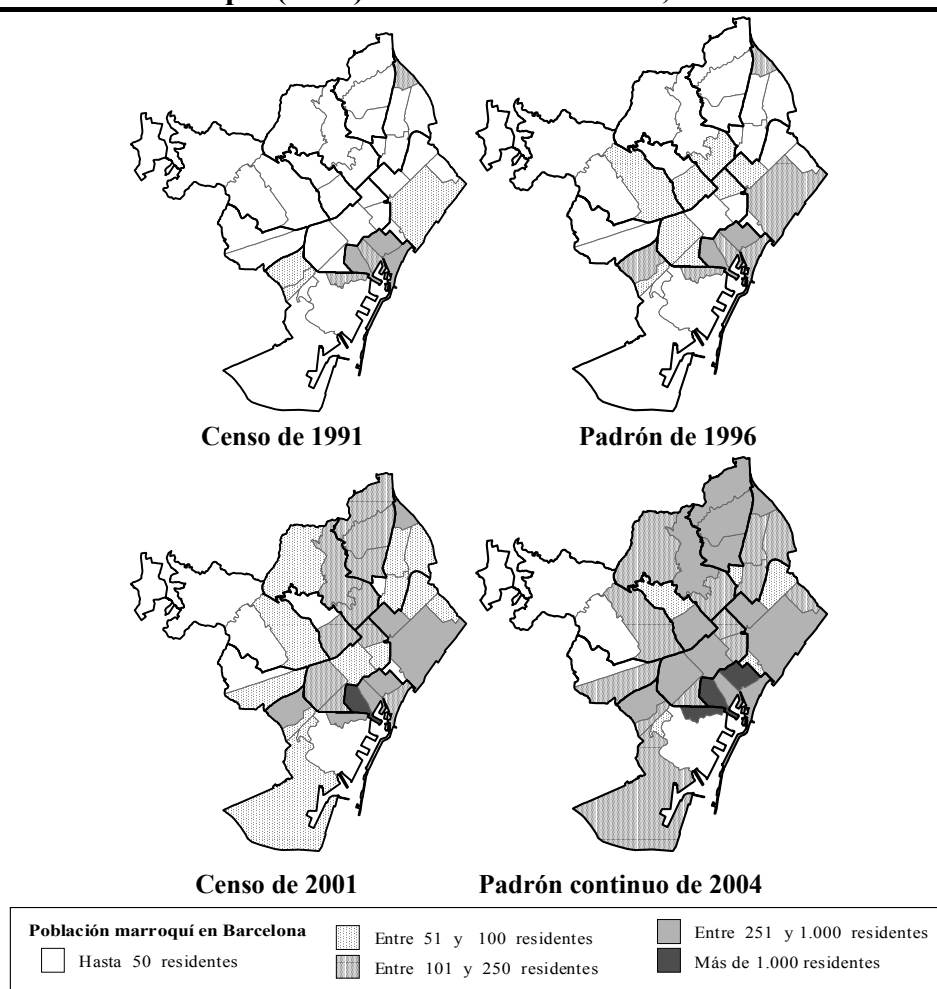 Censo de 1991
Padrón de 1996
Censo de 2001
Padrón continuo de 2004
Población marroquí en Barcelona
Hasta 50 residentes
Entre 51 y 100 residentes
Entre 101 y 250 residentes
Entre 251 y 1.000 residentes
Más de 1.000 residentes